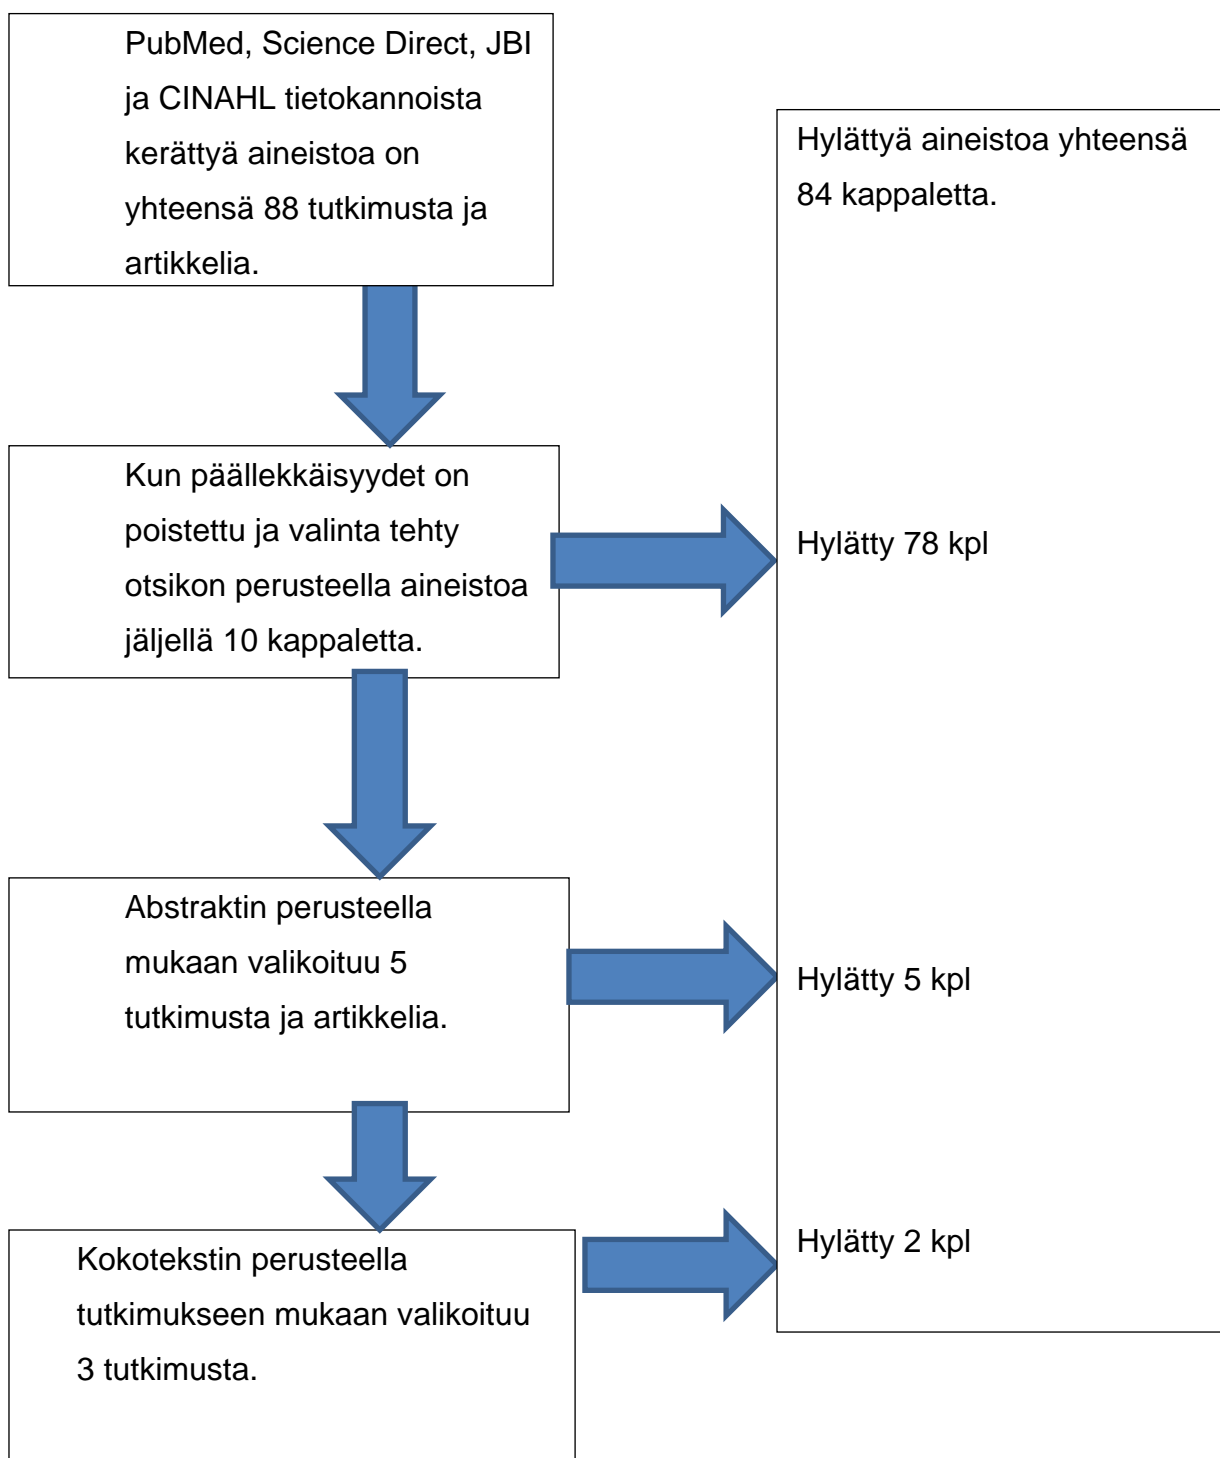 PubMed, Science Direct, JBI
ja CINAHL tietokannoista
kerättyä aineistoa on
yhteensä 88 tutkimusta ja
artikkelia.
Hylättyä aineistoa yhteensä
84 kappaletta.
Kun päällekkäisyydet on
poistettu ja valinta tehty
otsikon perusteella aineistoa
jäljellä 10 kappaletta.
Hylätty 78 kpl
Abstraktin perusteella
mukaan valikoituu 5
tutkimusta ja artikkelia.
Hylätty 5 kpl
Kokotekstin perusteella
tutkimukseen mukaan valikoituu
3 tutkimusta.
Hylätty 2 kpl